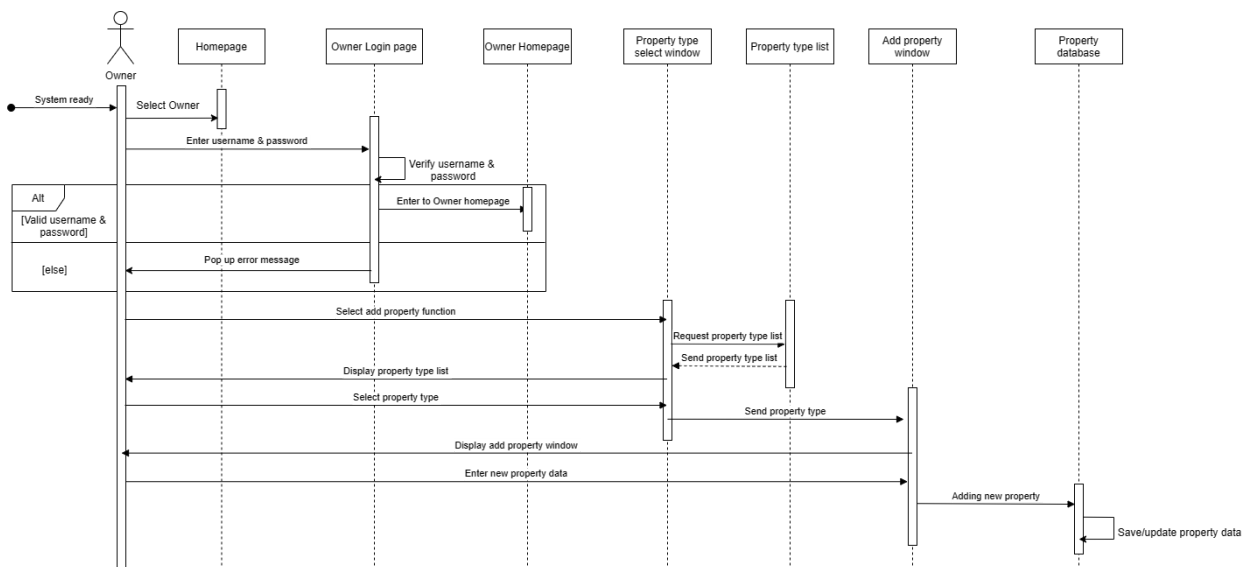 Owner
Homepage
Owner Login page
Owner Homepage
Property type
select window
Property type list
Add property
window
Property
database
System ready
Select Owner
Enter username & password
Verify username &
password
Alt
[Valid username &
password]
Enter to Owner homepage
[else]
Pop up error message
Select add property function
Request property type list
Send property type list
Display property type list
Select property type
Send property type
Display add property window
Enter new property data
Adding new property
Save/update property data